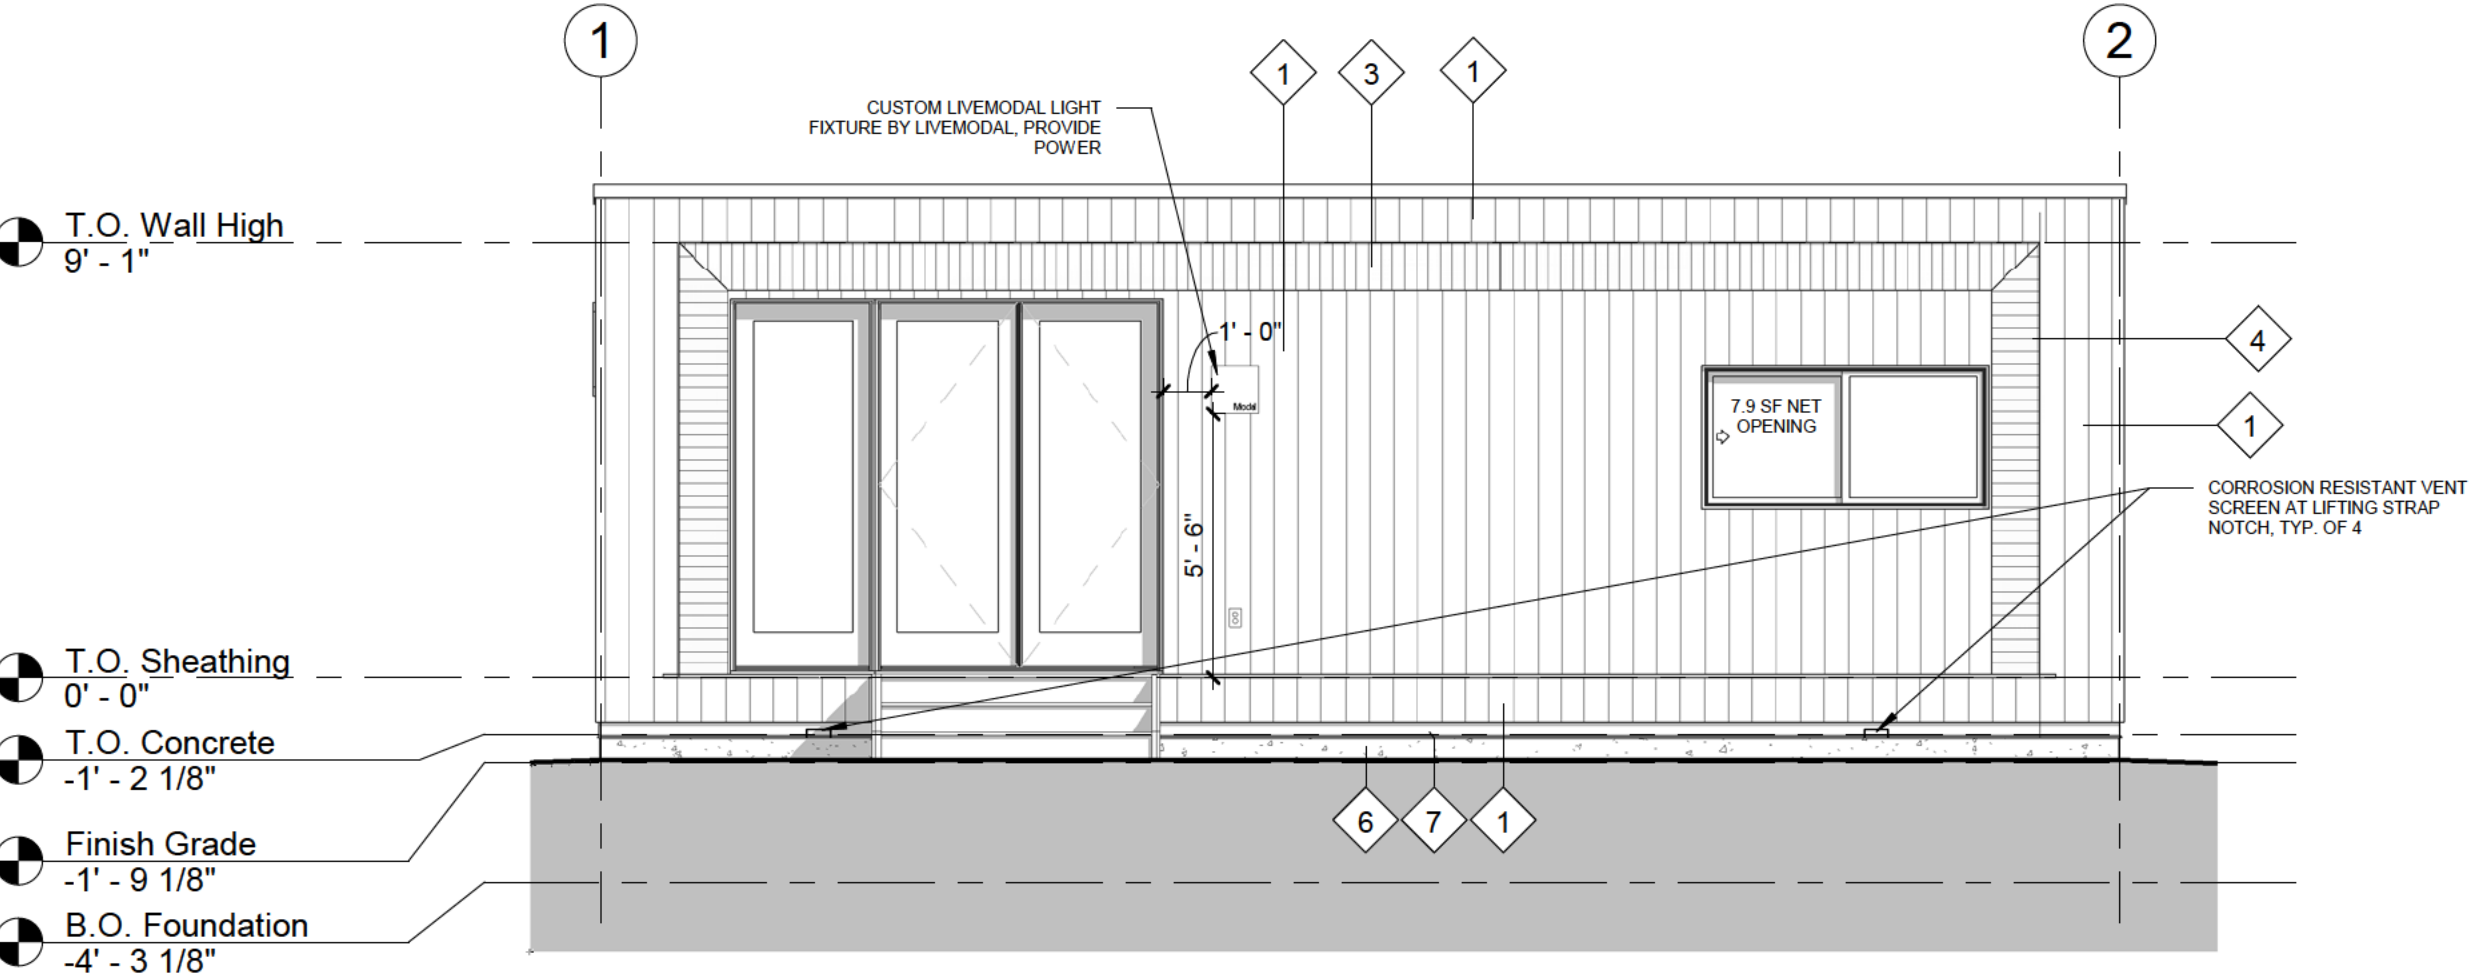 1
2
1
3
1
CUSTOM LIVEMODAL LIGHT
FIXTURE BY LIVEMODAL, PROVIDE
POWER
T.O. Wall High
9' - 1"
1' - 0"
4
Modal
7.9 SF NET
OPENING
1
CORROSION RESISTANT VENT
SCREEN AT LIFTING STRAP
NOTCH, TYP. OF 4
5' - 6"
T.O. Sheathing
0' - 0"
T.O. Concrete
-1' - 2 1/8"
6
7
1
Finish Grade
-1' - 9 1/8"
B.O. Foundation
-4' - 3 1/8"